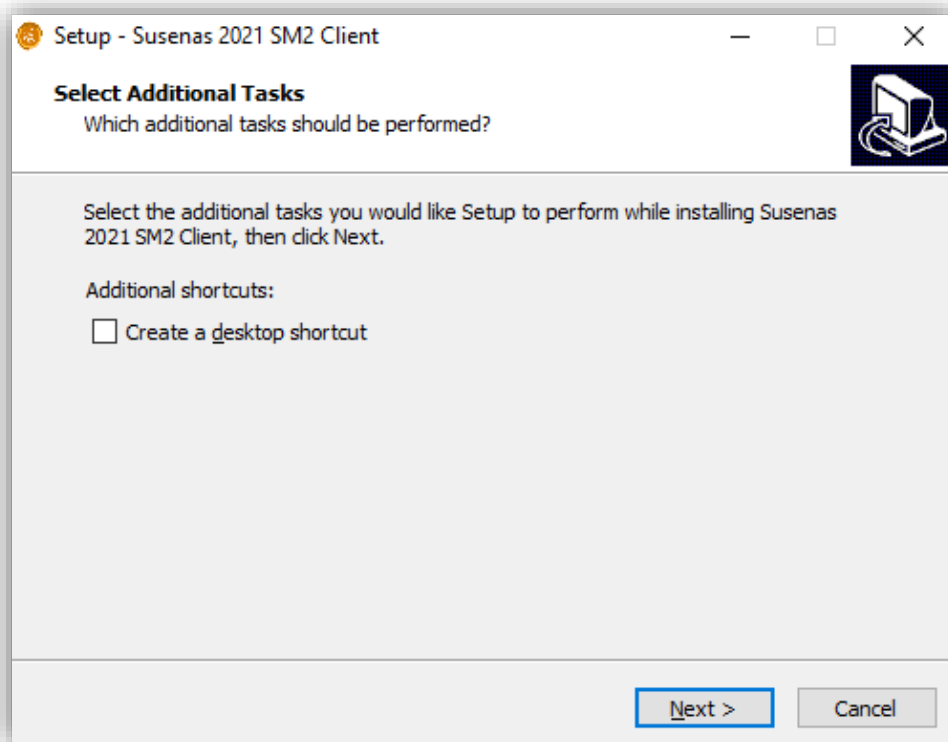 Setup - Susenas 2021 SM2 Client
Select Additional Tasks
Which additional tasks should be performed?
Select the additional tasks you would like Setup to perform while installing Susenas
2021 SM2 Client, then click Next.
Additional shortcuts:
Create a desktop shortcut
Next >
Cancel